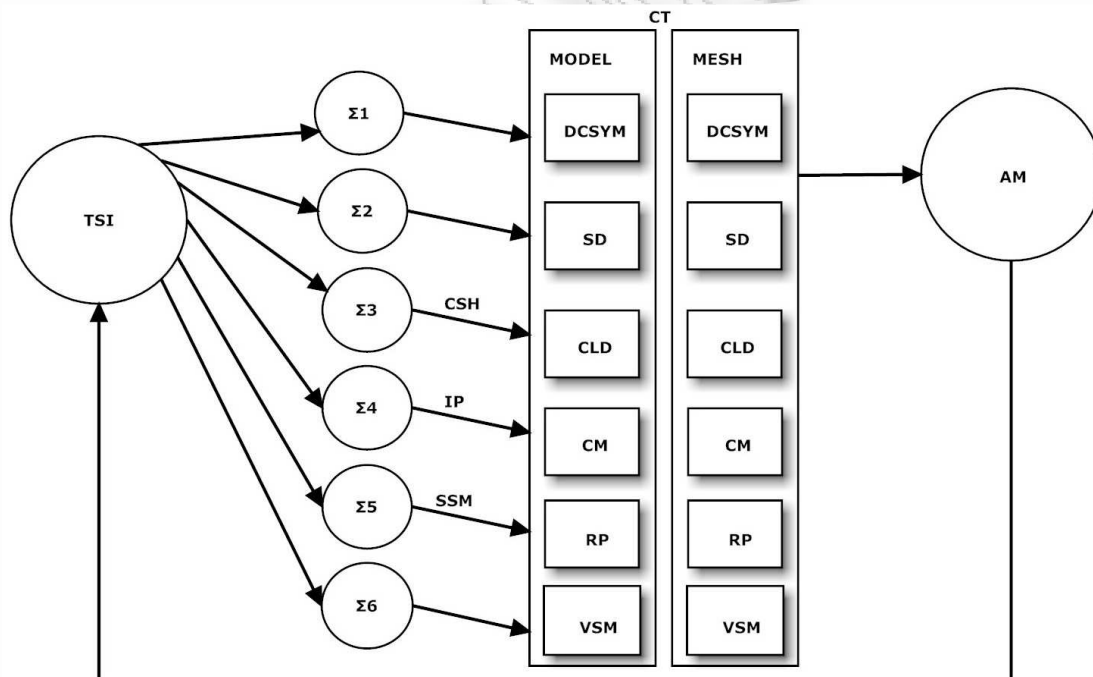 CT
MODEL
MESH
Σ1
DCSYM
DCSYM
AM
TSI
Σ2
SD
SD
Σ3
CSH
CLD
CLD
Σ4
IP
CM
CM
Σ5
SSM
RP
RP
Σ6
VSM
VSM